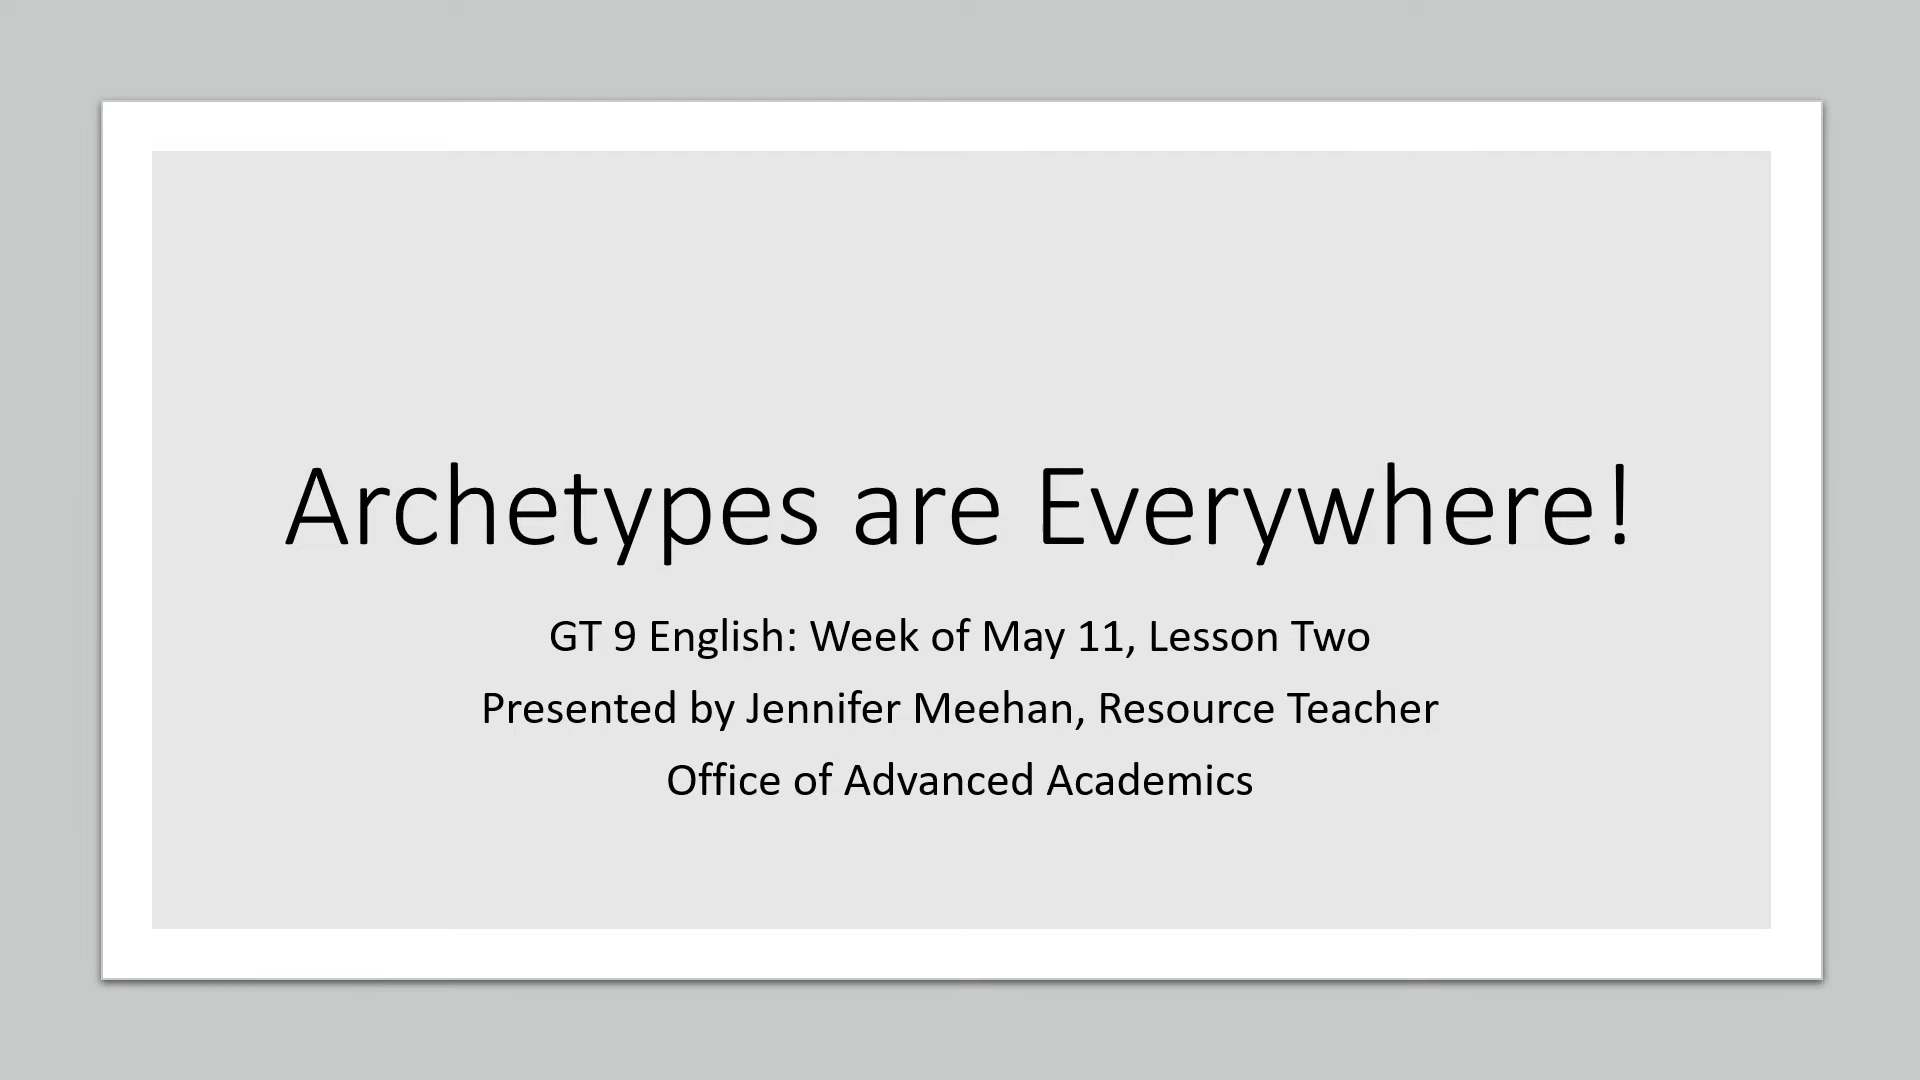 Archetypes are Everywhere!
GT 9 English: Week of May 11, Lesson Two
Presented by Jennifer Meehan, Resource Teacher
Office of Advanced Academics